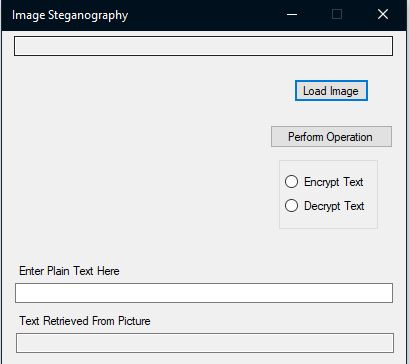 Image Steganography
Load Image
Perform Operation
Encrypt Text
Decrypt Text
Enter Plain Text Here
Text Retrieved From Picture